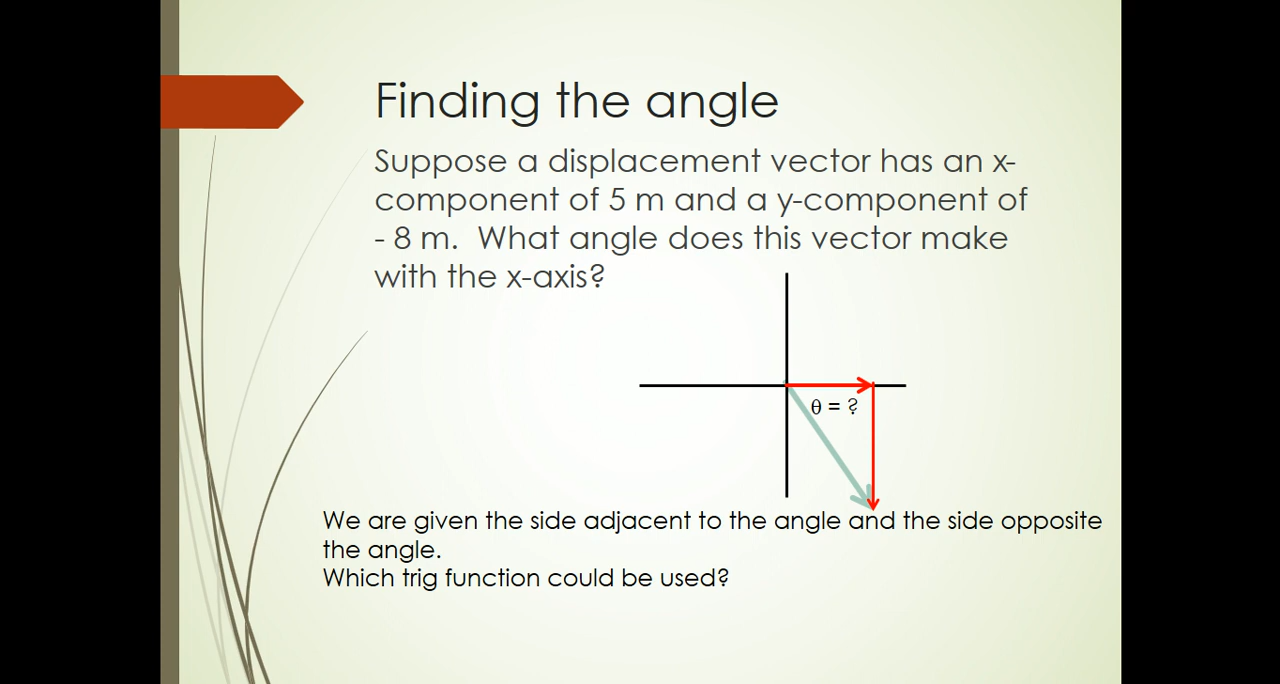 Finding the angle
Suppose a displacement vector has an x-
component of 5 m and a y-component of
- 8 m.  What angle does this vector make
with the x-axis?
θ = ?
We are given the side adjacent to the angle and the side opposite
the angle.
Which trig function could be used?